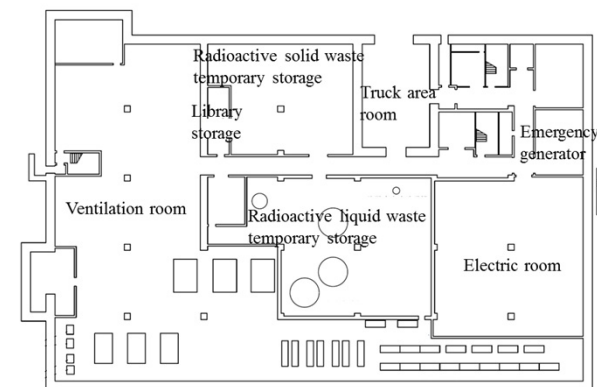 Radioactive solid waste
temporary storage
Truck area
room
Library
storage
Emergency
generator
Ventilation room
Radioactive liquid waste
temporary storage
Electric room